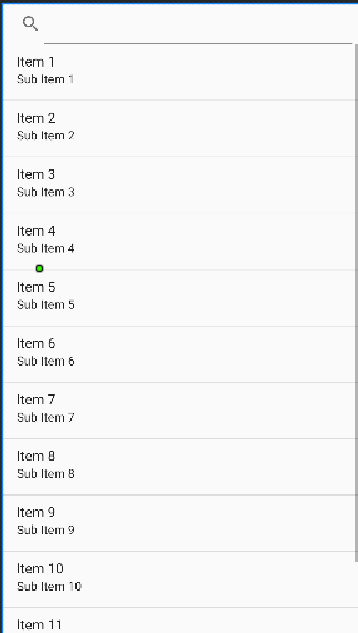 Item 1
Sub Item 1
Item 2
Sub Item 2
Item 3
Sub Item 3
Item 4
Sub Item 4
Item 5
Sub Item 5
Item 6
Sub Item 6
Item 7
Sub Item 7
Item 8
Sub Item 8
Item 9
Sub Item 9
Item 10
Sub Item 10
Item 11